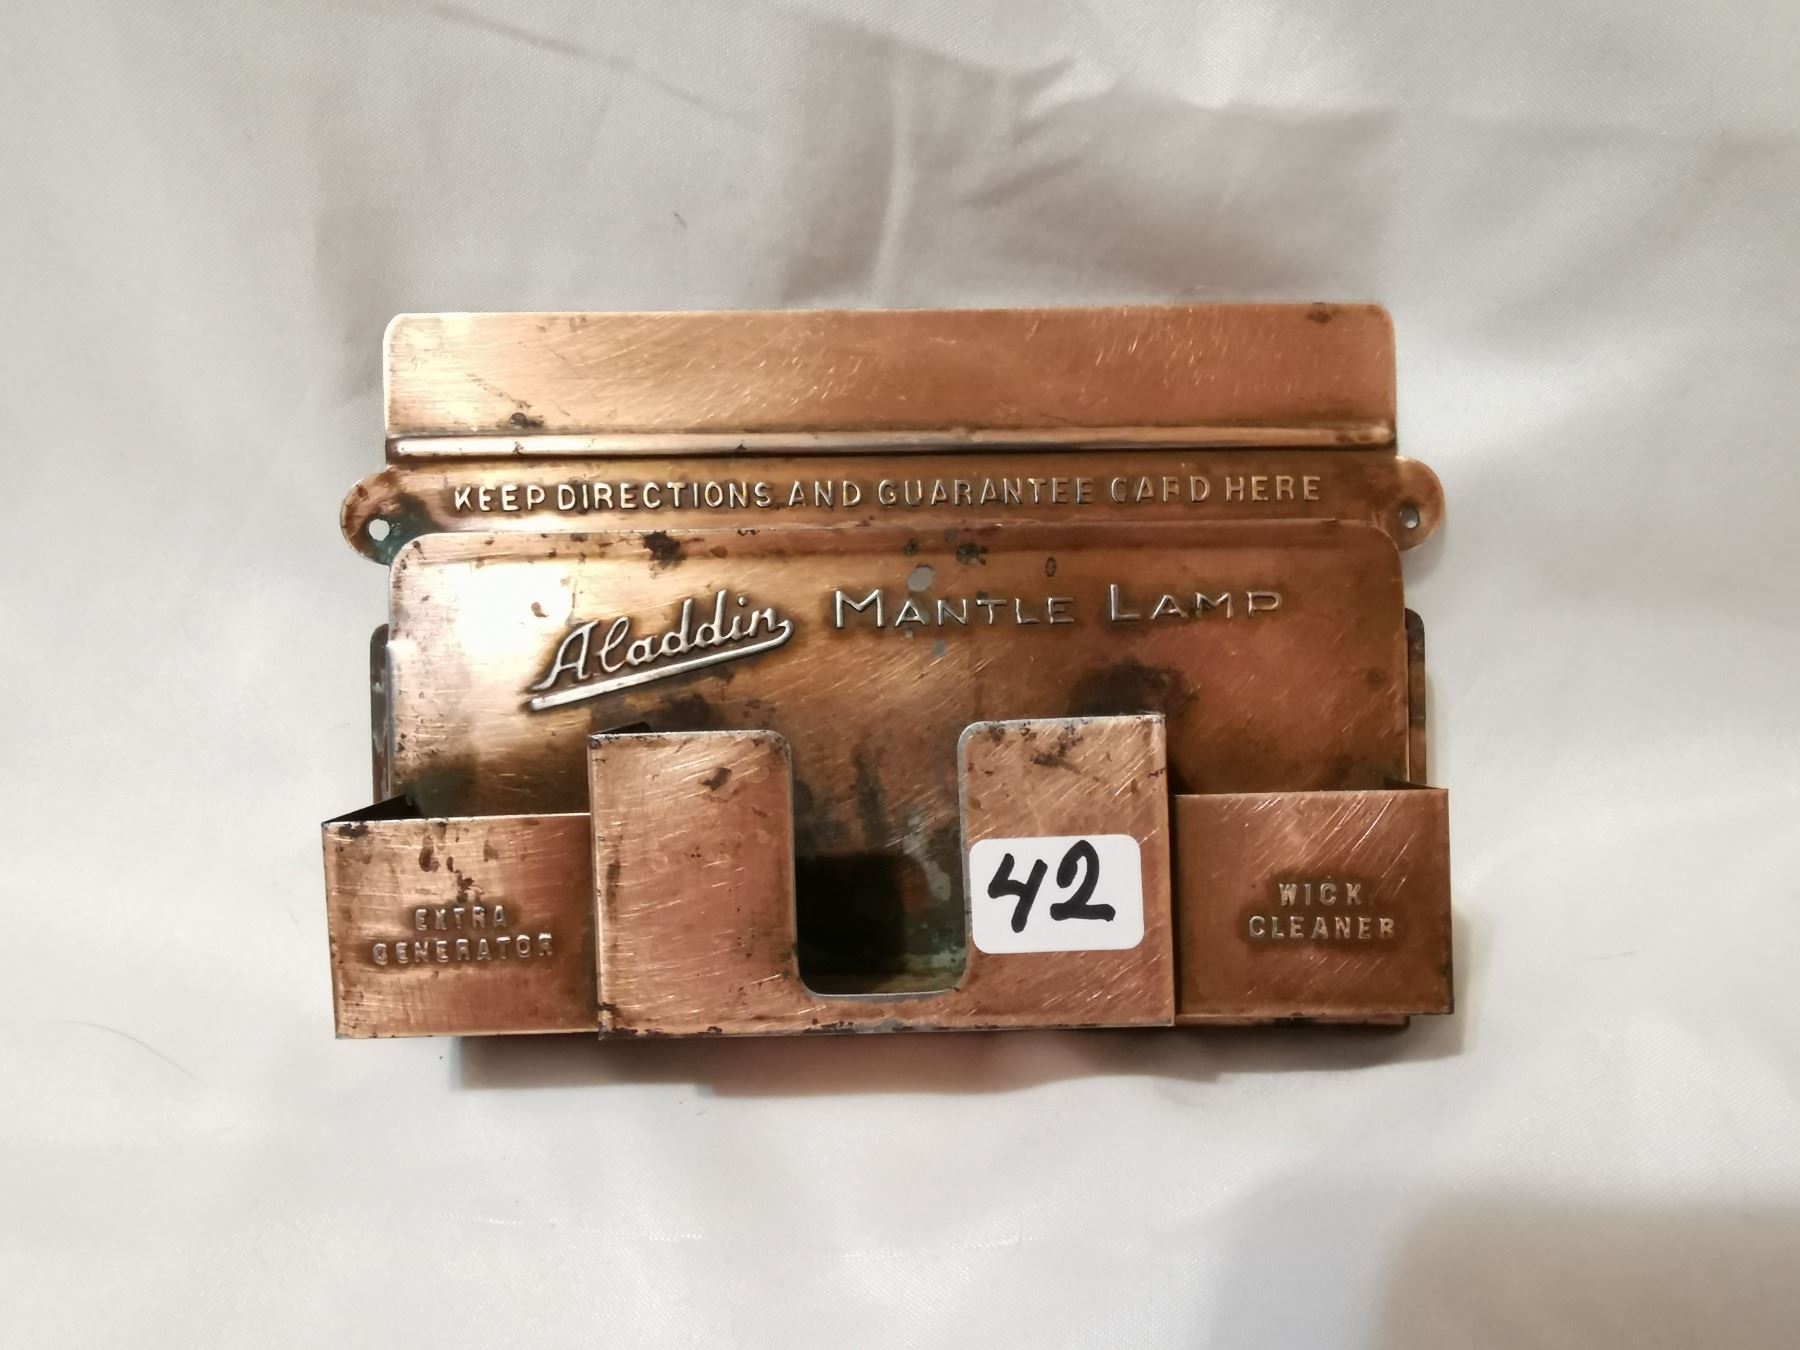 KEEP DIRECTIONS AND GUARANTEE CARD HERE
Aladdin MANTLE LAMP
EXTRA
GENERATOR
42
WICK
CLEANER